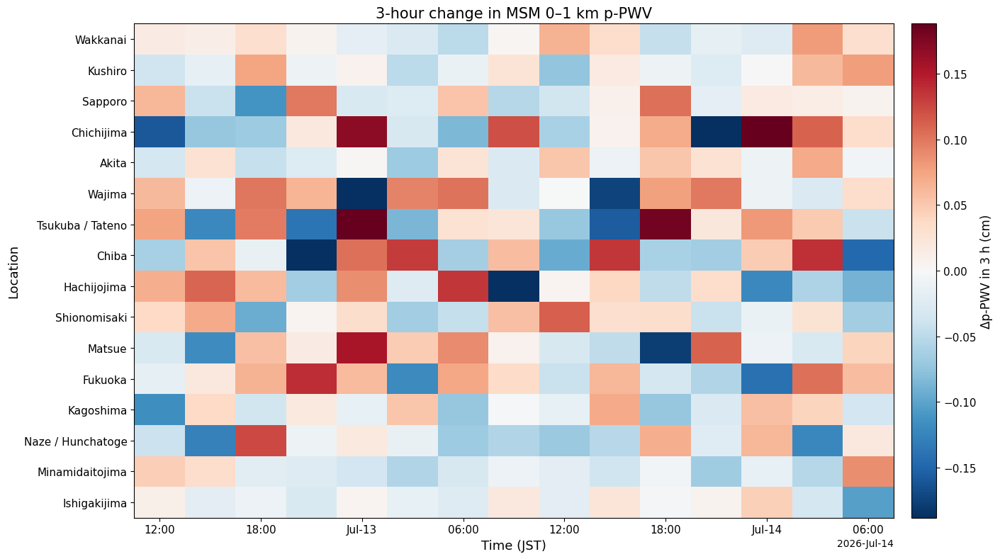 3-hour change in MSM 0–1 km p-PWV
Location
Wakkanai
Kushiro
Sapporo
Chichijima
Akita
Wajima
Tsukuba / Tateno
Chiba
Hachijojima
Shionomisaki
Matsue
Fukuoka
Kagoshima
Naze / Hunchatoge
Minamidaitojima
Ishigakijima
12:00 18:00 Jul-13 06:00 12:00 18:00 Jul-14 06:00
2026-Jul-14
Time (JST)
0.15
0.10
0.05
0.00
−0.05
−0.10
−0.15
Δp-PWV in 3 h (cm)